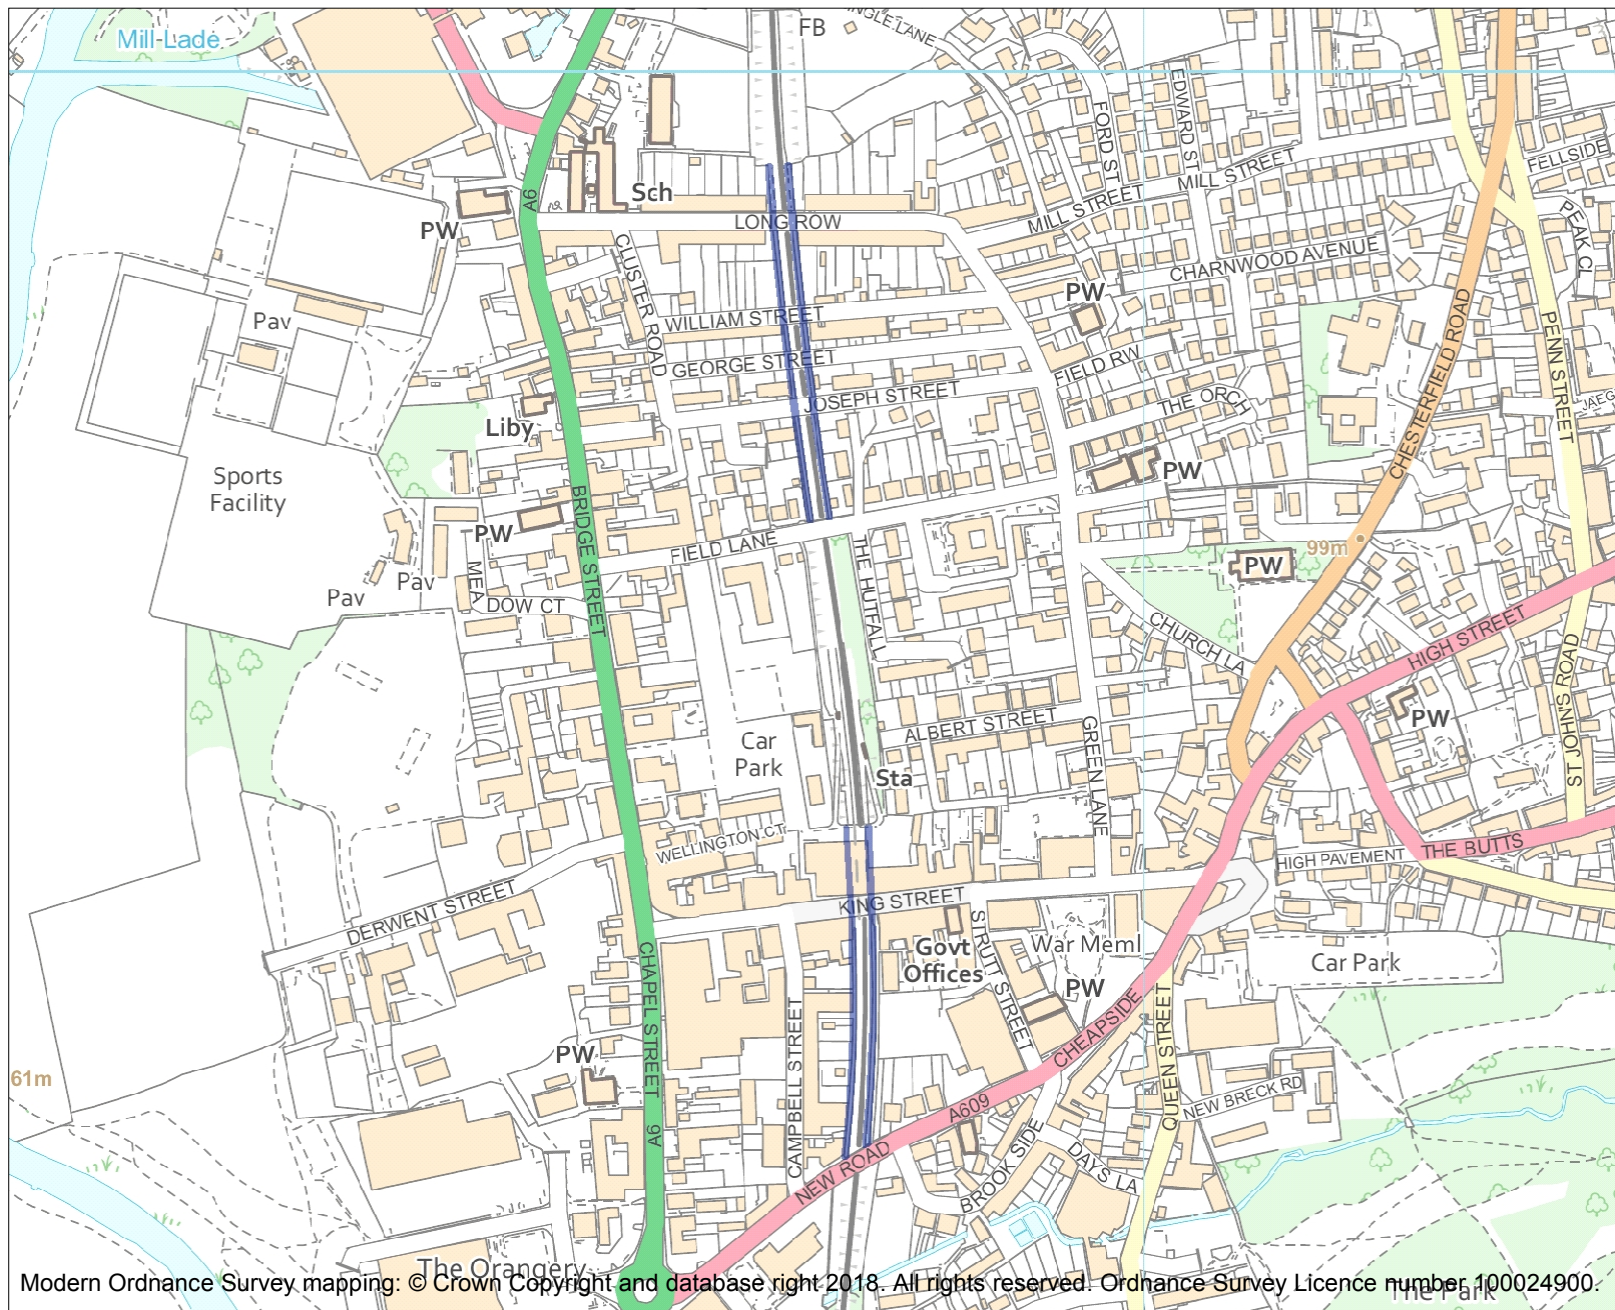 Mill Lade
FB
INGLE LANE
FORD ST
EDWARD ST
MILL STREET
MILL STREET
FELLSIDE
PEAK CL
A6
Sch
PW
LONG ROW
CLUSTER ROAD
CHARNWOOD AVENUE
PW
Pav
WILLIAM STREET
GEORGE STREET
JOSEPH STREET
FIELD RW
THE ORCH
CHESTERFIELD ROAD
PENN STREET
JAEG
Liby
PW
Sports
Facility
BRIDGE STREET
PW
FIELD LANE
THE HUTFALL
99m
PW
MEA
DOW CT
Pav
Pav
CHURCH LA
HIGH STREET
ST JOHNS ROAD
PW
Car
Park
ALBERT STREET
GREEN LANE
Sta
WELLINGTON CT
HIGH PAVEMENT
THE BUTTS
DERWENT STREET
KING STREET
Govt
Offices
STRUTT STREET
War Meml
PW
Car Park
CHAPEL STREET
CAMPBELL STREET
CHEAPSIDE
QUEEN STREET
PW
61m
NEW BRECK RD
A609
A6
NEW ROAD
BROOK SIDE
DAYS LA
The Orangery
The Park
Modern Ordnance Survey mapping: © Crown Copyright and database right 2018. All rights reserved. Ordnance Survey Licence number 100024900.